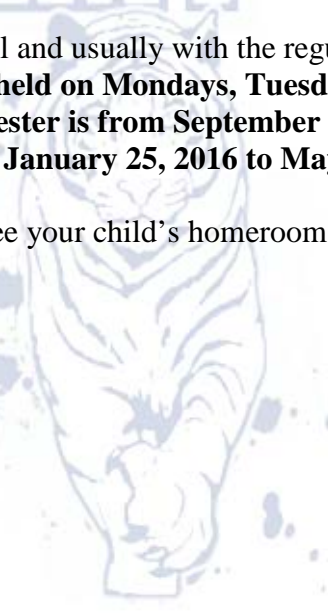 l and usually with the regu
held on Mondays, Tuesd
ester is from September
January 25, 2016 to May
ee your child's homeroom